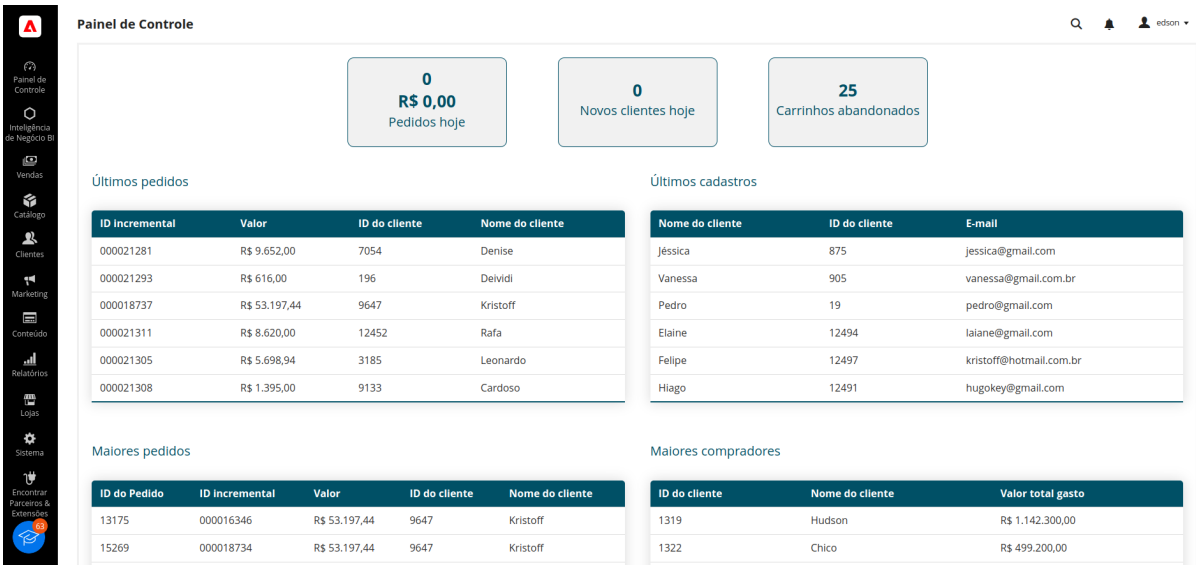 Painel de Controle
edson
Painel de
Controle
Inteligência
de Negócio BI
Vendas
Catálogo
Clientes
Marketing
Conteúdo
Relatórios
Lojas
Sistema
Encontrar
Parceiros &
Extensões
63
0
R$ 0,00
Pedidos hoje
0
Novos clientes hoje
25
Carrinhos abandonados
Últimos pedidos
ID incremental Valor ID do cliente Nome do cliente
000021281 R$ 9.652,00 7054 Denise
000021293 R$ 616,00 196 Deividi
000018737 R$ 53.197,44 9647 Kristoff
000021311 R$ 8.620,00 12452 Rafa
000021305 R$ 5.698,94 3185 Leonardo
000021308 R$ 1.395,00 9133 Cardoso
Últimos cadastros
Nome do cliente ID do cliente E-mail
Jéssica 875 jessica@gmail.com
Vanessa 905 vanessa@gmail.com.br
Pedro 19 pedro@gmail.com
Elaine 12494 laiane@gmail.com
Felipe 12497 kristoff@hotmail.com.br
Hiago 12491 hugokey@gmail.com
Maiores pedidos
ID do Pedido ID incremental Valor ID do cliente Nome do cliente
13175 000016346 R$ 53.197,44 9647 Kristoff
15269 000018734 R$ 53.197,44 9647 Kristoff
Maiores compradores
ID do cliente Nome do cliente Valor total gasto
1319 Hudson R$ 1.142.300,00
1322 Chico R$ 499.200,00